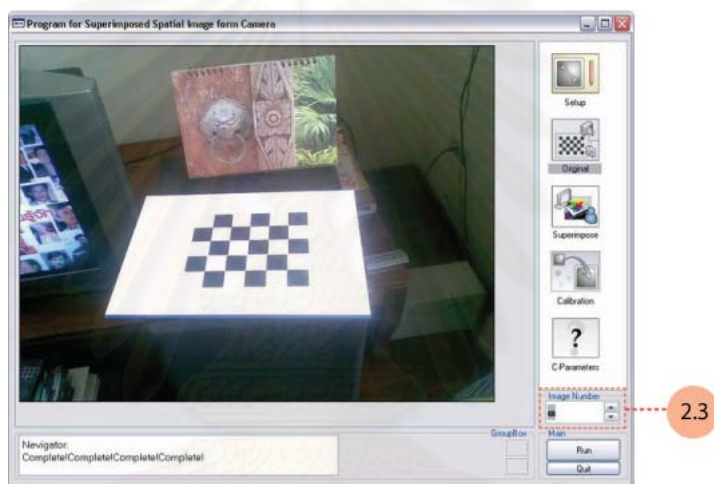 Program for Superimposed Spatial Image form Camera
Setup
Original
Superimpose
Calibration
?
C-Parameters
Image Number
2.3
Nevigator:
Complete!Complete!Complete!Complete!
GroupBox
Main
Run
Quit